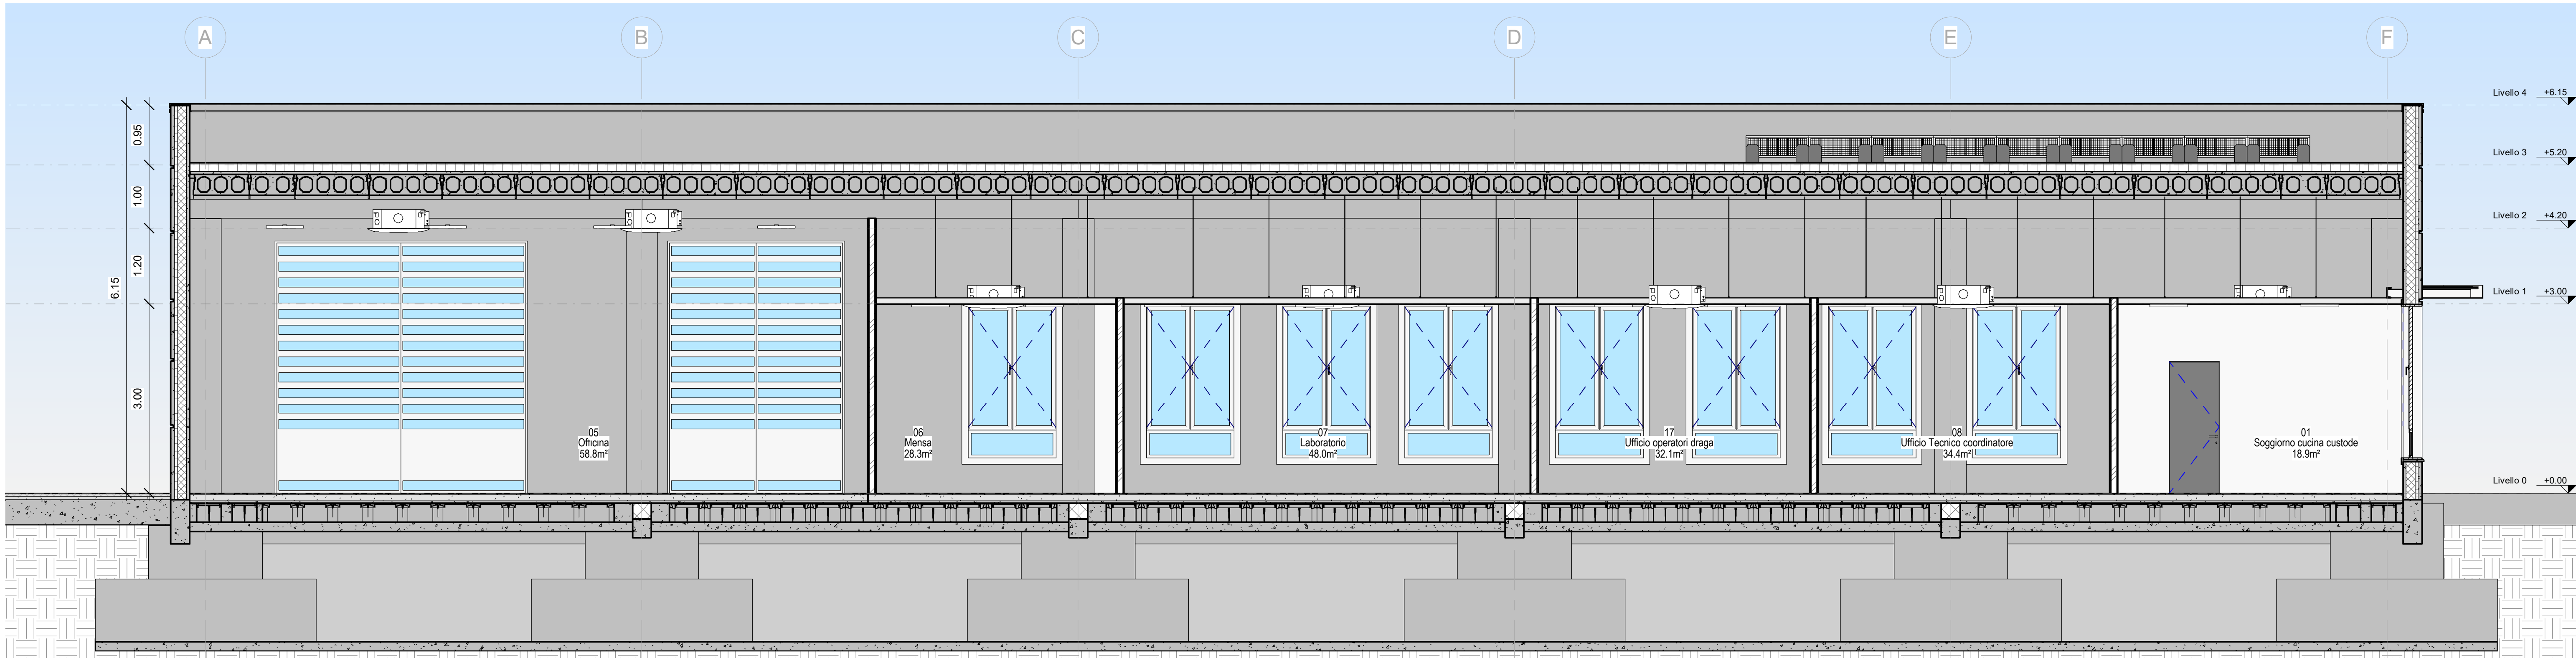 A
B
C
D
E
F
Livello 4 +6.15
0.95
Livello 3 +5.20
1.00
Livello 2 +4.20
1.20
6.15
Livello 1 +3.00
3.00
05
Officina
58.8m²
06
Mensa
28.3m²
07
Laboratorio
48.0m²
17
Ufficio operatori draga
32.1m²
08
Ufficio Tecnico coordinatore
34.4m²
01
Soggiorno cucina custode
18.9m²
Livello 0 +0.00